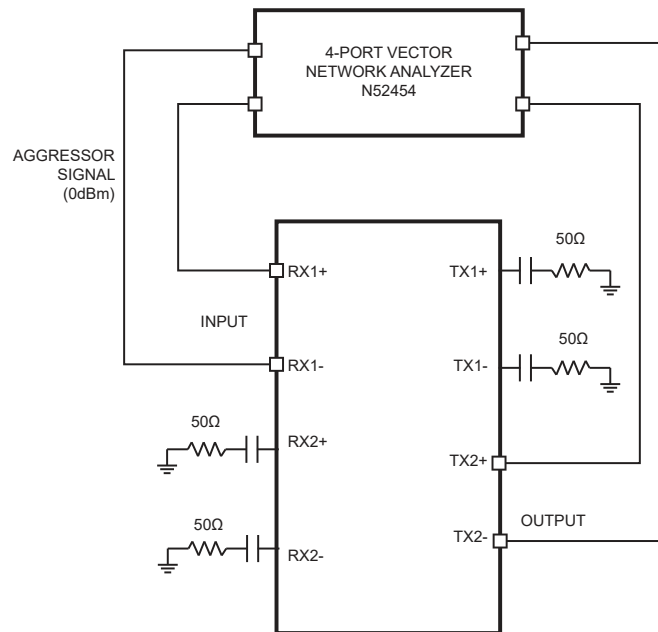 4-PORT VECTOR
NETWORK ANALYZER
N52454
AGGRESSOR
SIGNAL
(0dBm)
50Ω
RX1+
TX1+
INPUT
50Ω
RX1-
TX1-
50Ω
RX2+
TX2+
50Ω
OUTPUT
TX2-
RX2-